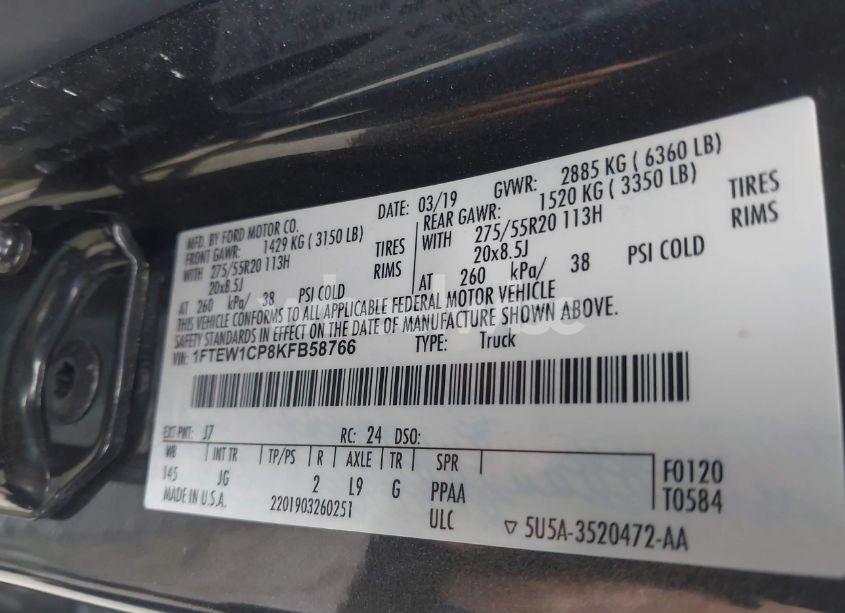 MFD. BY FORD MOTOR CO. DATE: 03/19 GVWR: 2885 KG ( 6360 LB)
FRONT GAWR: 1429 KG ( 3150 LB) REAR GAWR: 1520 KG ( 3350 LB)
WITH 275/55R20 113H TIRES WITH 275/55R20 113H TIRES
20x8.5J RIMS 20x8.5J RIMS
AT 260 kPa/ 38 PSI COLD AT 260 kPa/ 38 PSI COLD
THIS VEHICLE CONFORMS TO ALL APPLICABLE FEDERAL MOTOR VEHICLE
SAFETY STANDARDS IN EFFECT ON THE DATE OF MANUFACTURE SHOWN ABOVE.
VIN: 1FTEW1CP8KFB58766 TYPE: Truck
EXT PNT: J7 RC: 24 DSO:
WB INT TR TP/PS R AXLE TR SPR
145 JG 2 L9 G PPAA F0120
MADE IN U.S.A. 2201903260251 ULC T0584
5U5A-3520472-AA